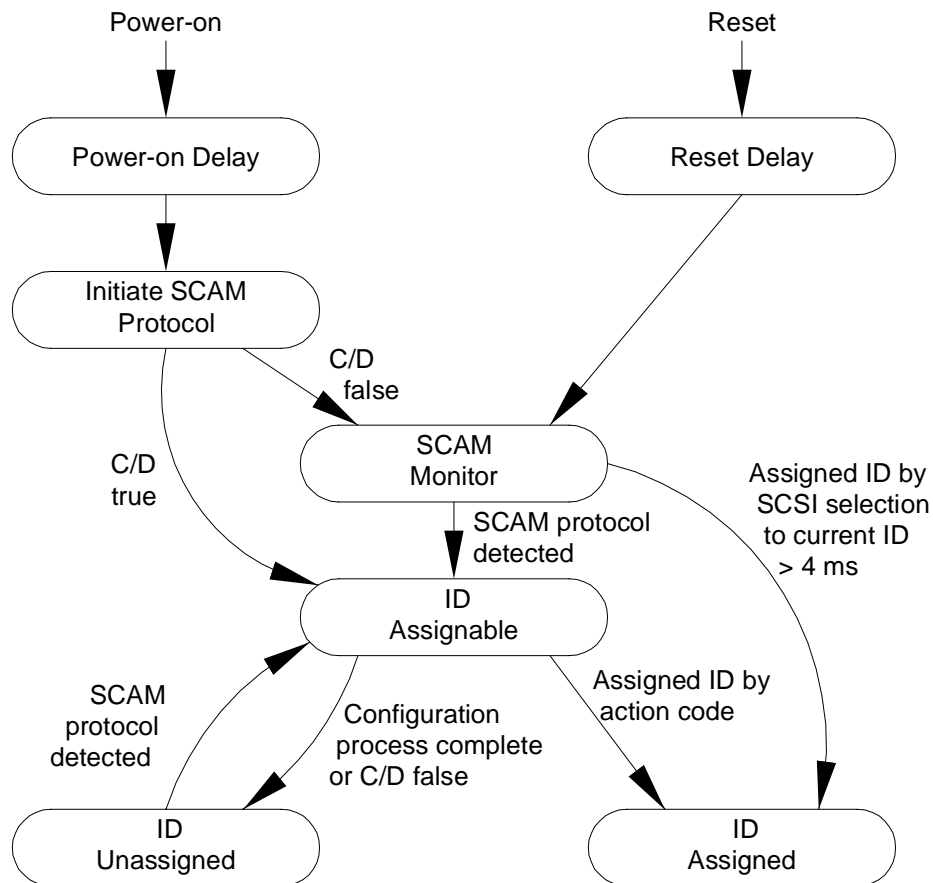 Power-on
Reset
Power-on Delay
Reset Delay
Initiate SCAM
Protocol
C/D
false
C/D
true
SCAM
Monitor
Assigned ID by
SCSI selection
to current ID
> 4 ms
SCAM protocol
detected
ID
Assignable
SCAM
protocol
detected
Configuration
process complete
or C/D false
Assigned ID by
action code
ID
Unassigned
ID
Assigned